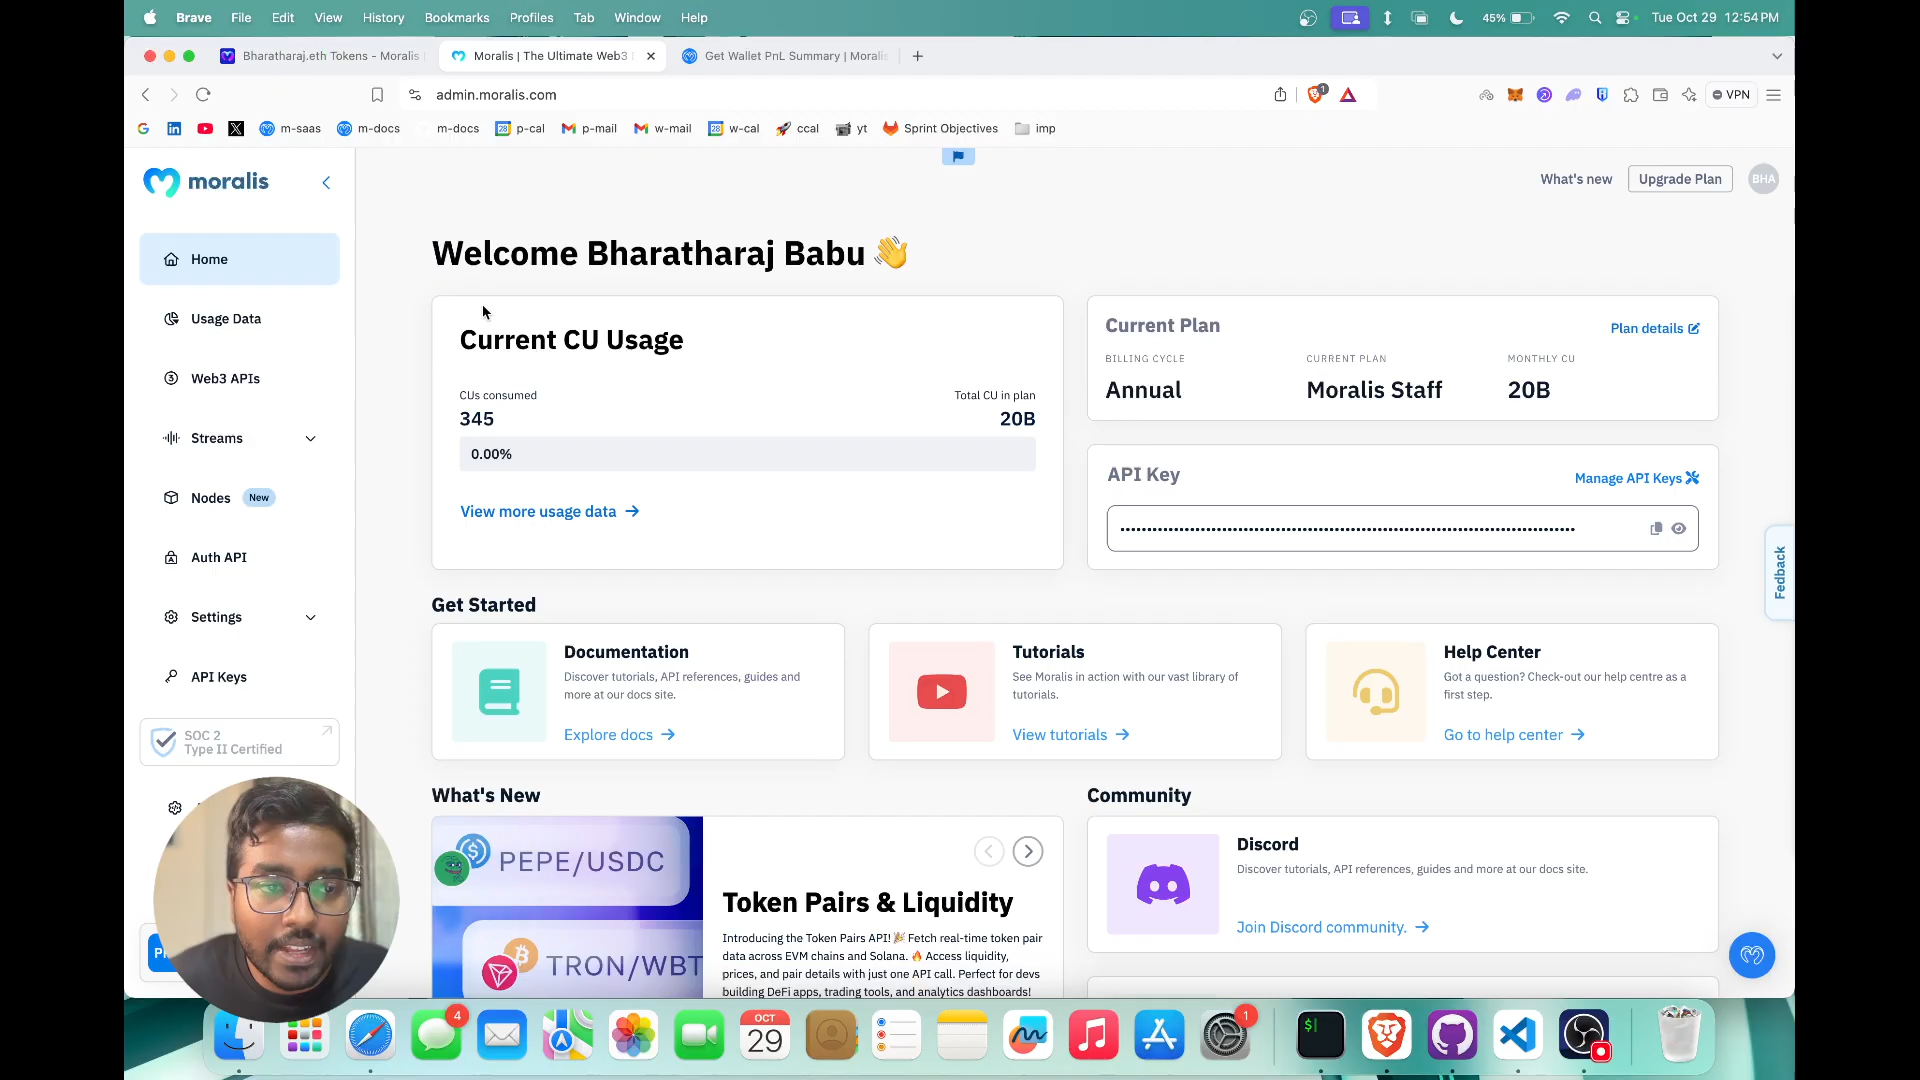 Brave File Edit View History Bookmarks Profiles Tab Window Help
45% Tue Oct 29 12:54 PM
Bharatharaj.eth Tokens - Moralis
Moralis | The Ultimate Web3
Get Wallet PnL Summary | Moralis
admin.moralis.com
1
VPN
m-saas m-docs m-docs p-cal p-mail w-mail w-cal ccal yt Sprint Objectives imp
moralis
What's new
Upgrade Plan
BHA
Home
Usage Data
Web3 APIs
Streams
Nodes New
Auth API
Settings
API Keys
SOC 2
Type II Certified
Welcome Bharatharaj Babu 👋
Current CU Usage
CUs consumed
Total CU in plan
345
20B
0.00%
View more usage data →
Current Plan
Plan details
BILLING CYCLE
CURRENT PLAN
MONTHLY CU
Annual
Moralis Staff
20B
API Key
Manage API Keys
Feedback
Get Started
Documentation
Discover tutorials, API references, guides and
more at our docs site.
Explore docs →
Tutorials
See Moralis in action with our vast library of
tutorials.
View tutorials →
Help Center
Got a question? Check-out our help centre as a
first step.
Go to help center →
What's New
PEPE/USDC
TRON/WBT
Token Pairs & Liquidity
Introducing the Token Pairs API! 🎉 Fetch real-time token pair
data across EVM chains and Solana. 🔥 Access liquidity,
prices, and pair details with just one API call. Perfect for devs
building DeFi apps, trading tools, and analytics dashboards!
Community
Discord
Discover tutorials, API references, guides and more at our docs site.
Join Discord community. →
4
OCT
29
1
$